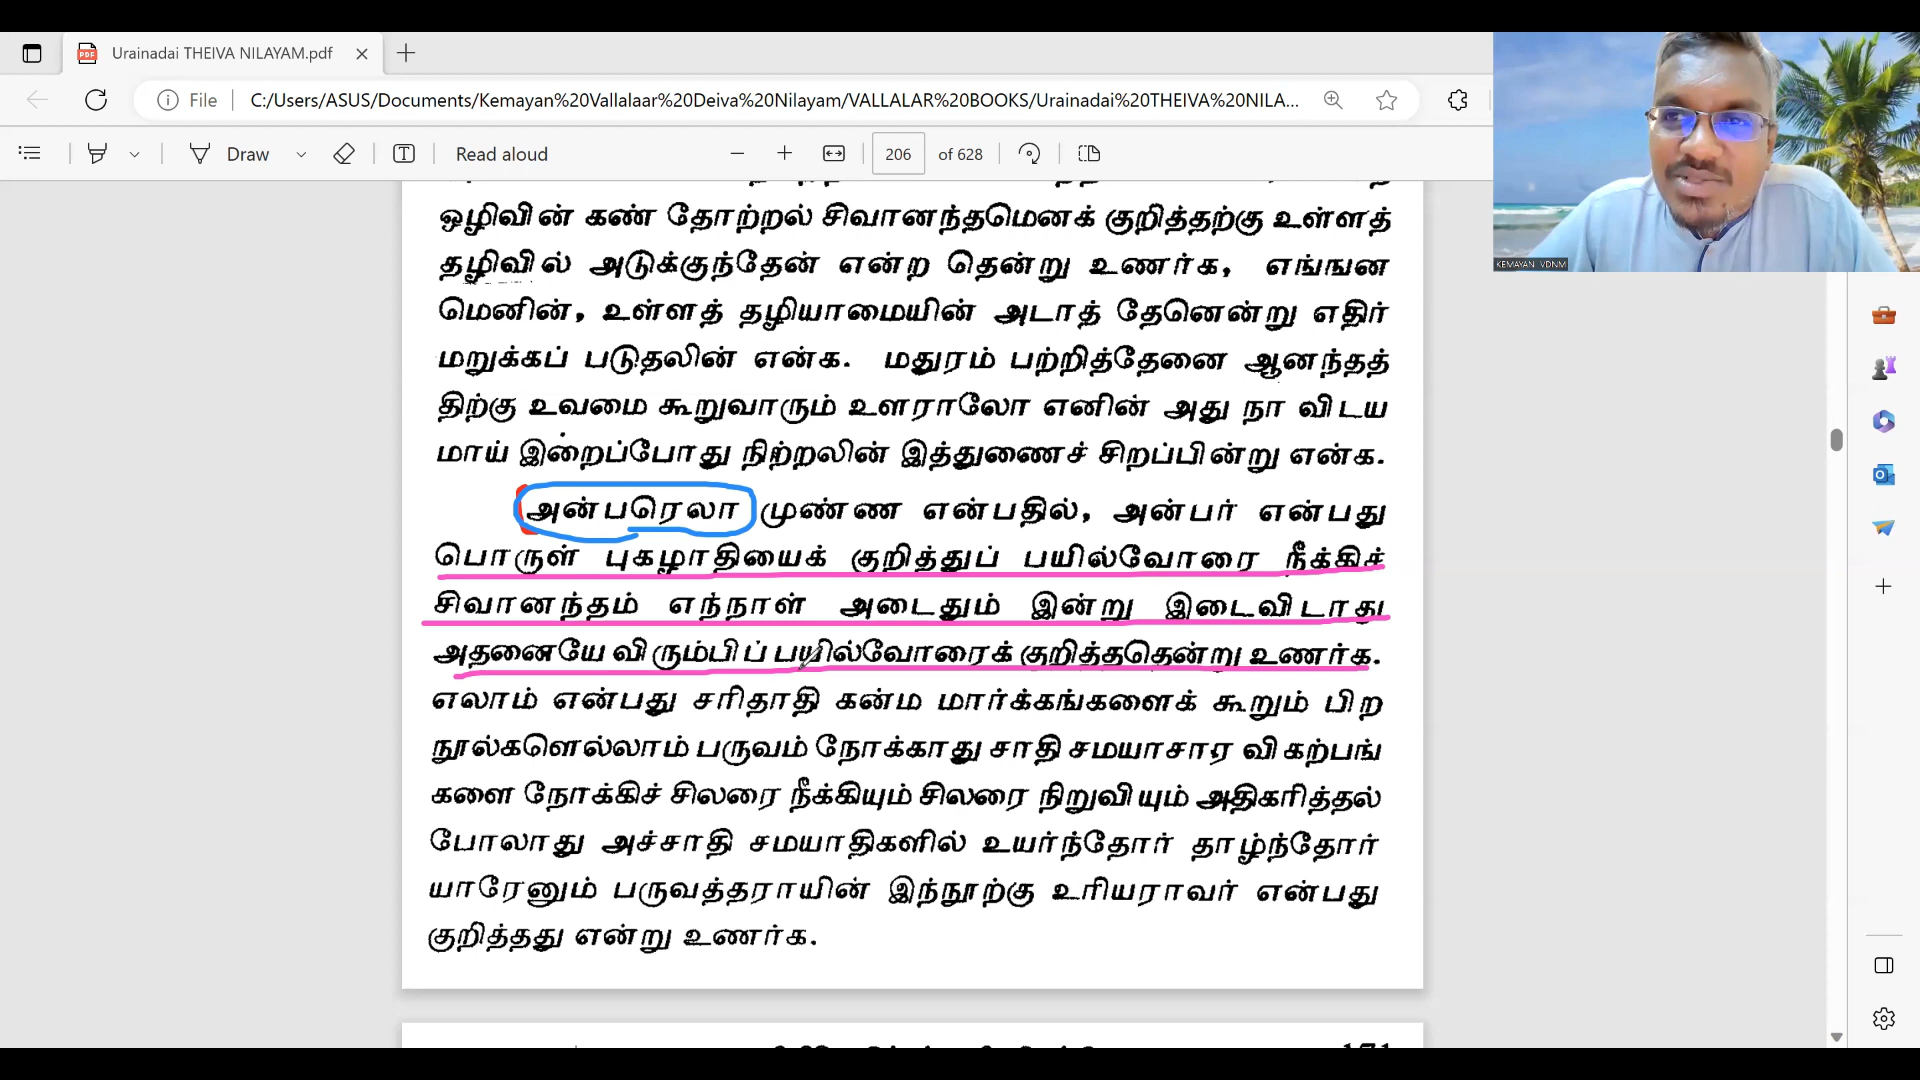 Urainadai THEIVA NILAYAM.pdf
File C:/Users/ASUS/Documents/Kemayan%20Vallalaar%20Deiva%20Nilayam/VALLALAR%20BOOKS/Urainadai%20THEIVA%20NILA...
Draw Read aloud 206 of 628
KEMAYAN VDNM
ஒழிவின் கண் தோற்றல் சிவானந்தமெனக் குறித்தற்கு உள்ளத்
தழிவில் அடுக்குந்தேன் என்ற தென்று உணர்க, எங்ஙன
மெனின், உள்ளத் தழியாமையின் அடாத் தேனென்று எதிர்
மறுக்கப் படுதலின் என்க. மதுரம் பற்றித்தேனை ஆனந்தத்
திற்கு உவமை கூறுவாரும் உளராலோ எனின் அது நா விடய
மாய் இறைப்போது நிற்றலின் இத்துணைச் சிறப்பின்று என்க.
அன்பரெலா முண்ண என்பதில், அன்பர் என்பது
பொருள் புகழாதியைக் குறித்துப் பயில்வோரை நீக்கிச்
சிவானந்தம் எந்நாள் அடைதும் இன்று இடைவிடாது
அதனையே விரும்பிப் பயில்வோரைக் குறித்ததென்று உணர்க.
எலாம் என்பது சரிதாதி கன்ம மார்க்கங்களைக் கூறும் பிற
நூல்களெல்லாம் பருவம் நோக்காது சாதி சமயாசார விகற்பங்
களை நோக்கிச் சிலரை நீக்கியும் சிலரை நிறுவியும் அதிகரித்தல்
போலாது அச்சாதி சமயாதிகளில் உயர்ந்தோர் தாழ்ந்தோர்
யாரேனும் பருவத்தராயின் இந்நூற்கு உரியராவர் என்பது
குறித்தது என்று உணர்க.